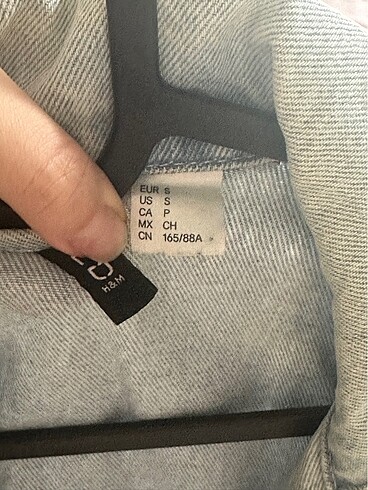 EUR S
US S
CA P
MX CH
CN 165/88A
H&M